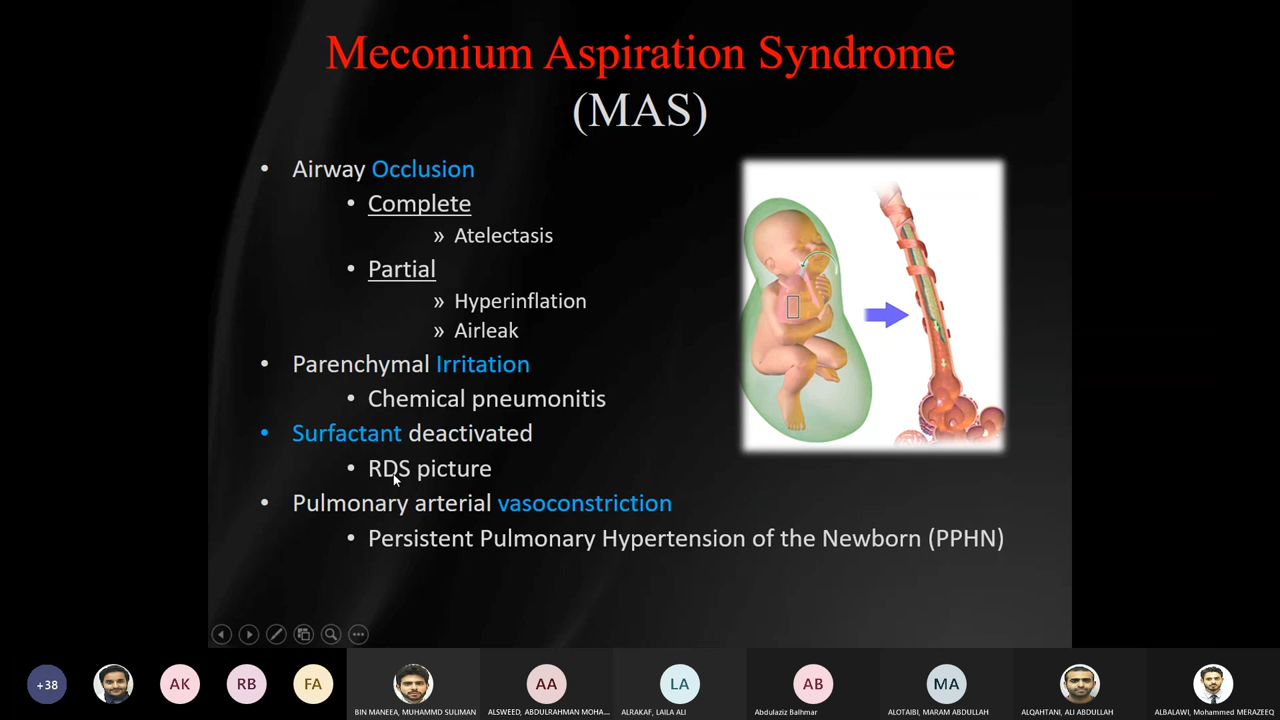 Meconium Aspiration Syndrome
(MAS)
• Airway Occlusion
• Complete
» Atelectasis
• Partial
» Hyperinflation
» Airleak
• Parenchymal Irritation
• Chemical pneumonitis
• Surfactant deactivated
• RDS picture
• Pulmonary arterial vasoconstriction
• Persistent Pulmonary Hypertension of the Newborn (PPHN)
+38
AK
RB
FA
AA
LA
AB
MA
BIN MANEEA, MUHAMMD SULIMAN
ALSWEED, ABDULRAHMAN MOHA...
ALRAKAF, LAILA ALI
Abdulaziz Balhmar
ALOTAIBI, MARAM ABDULLAH
ALQAHTANI, ALI ABDULLAH
ALBALAWI, Mohammed MERAZEEQ